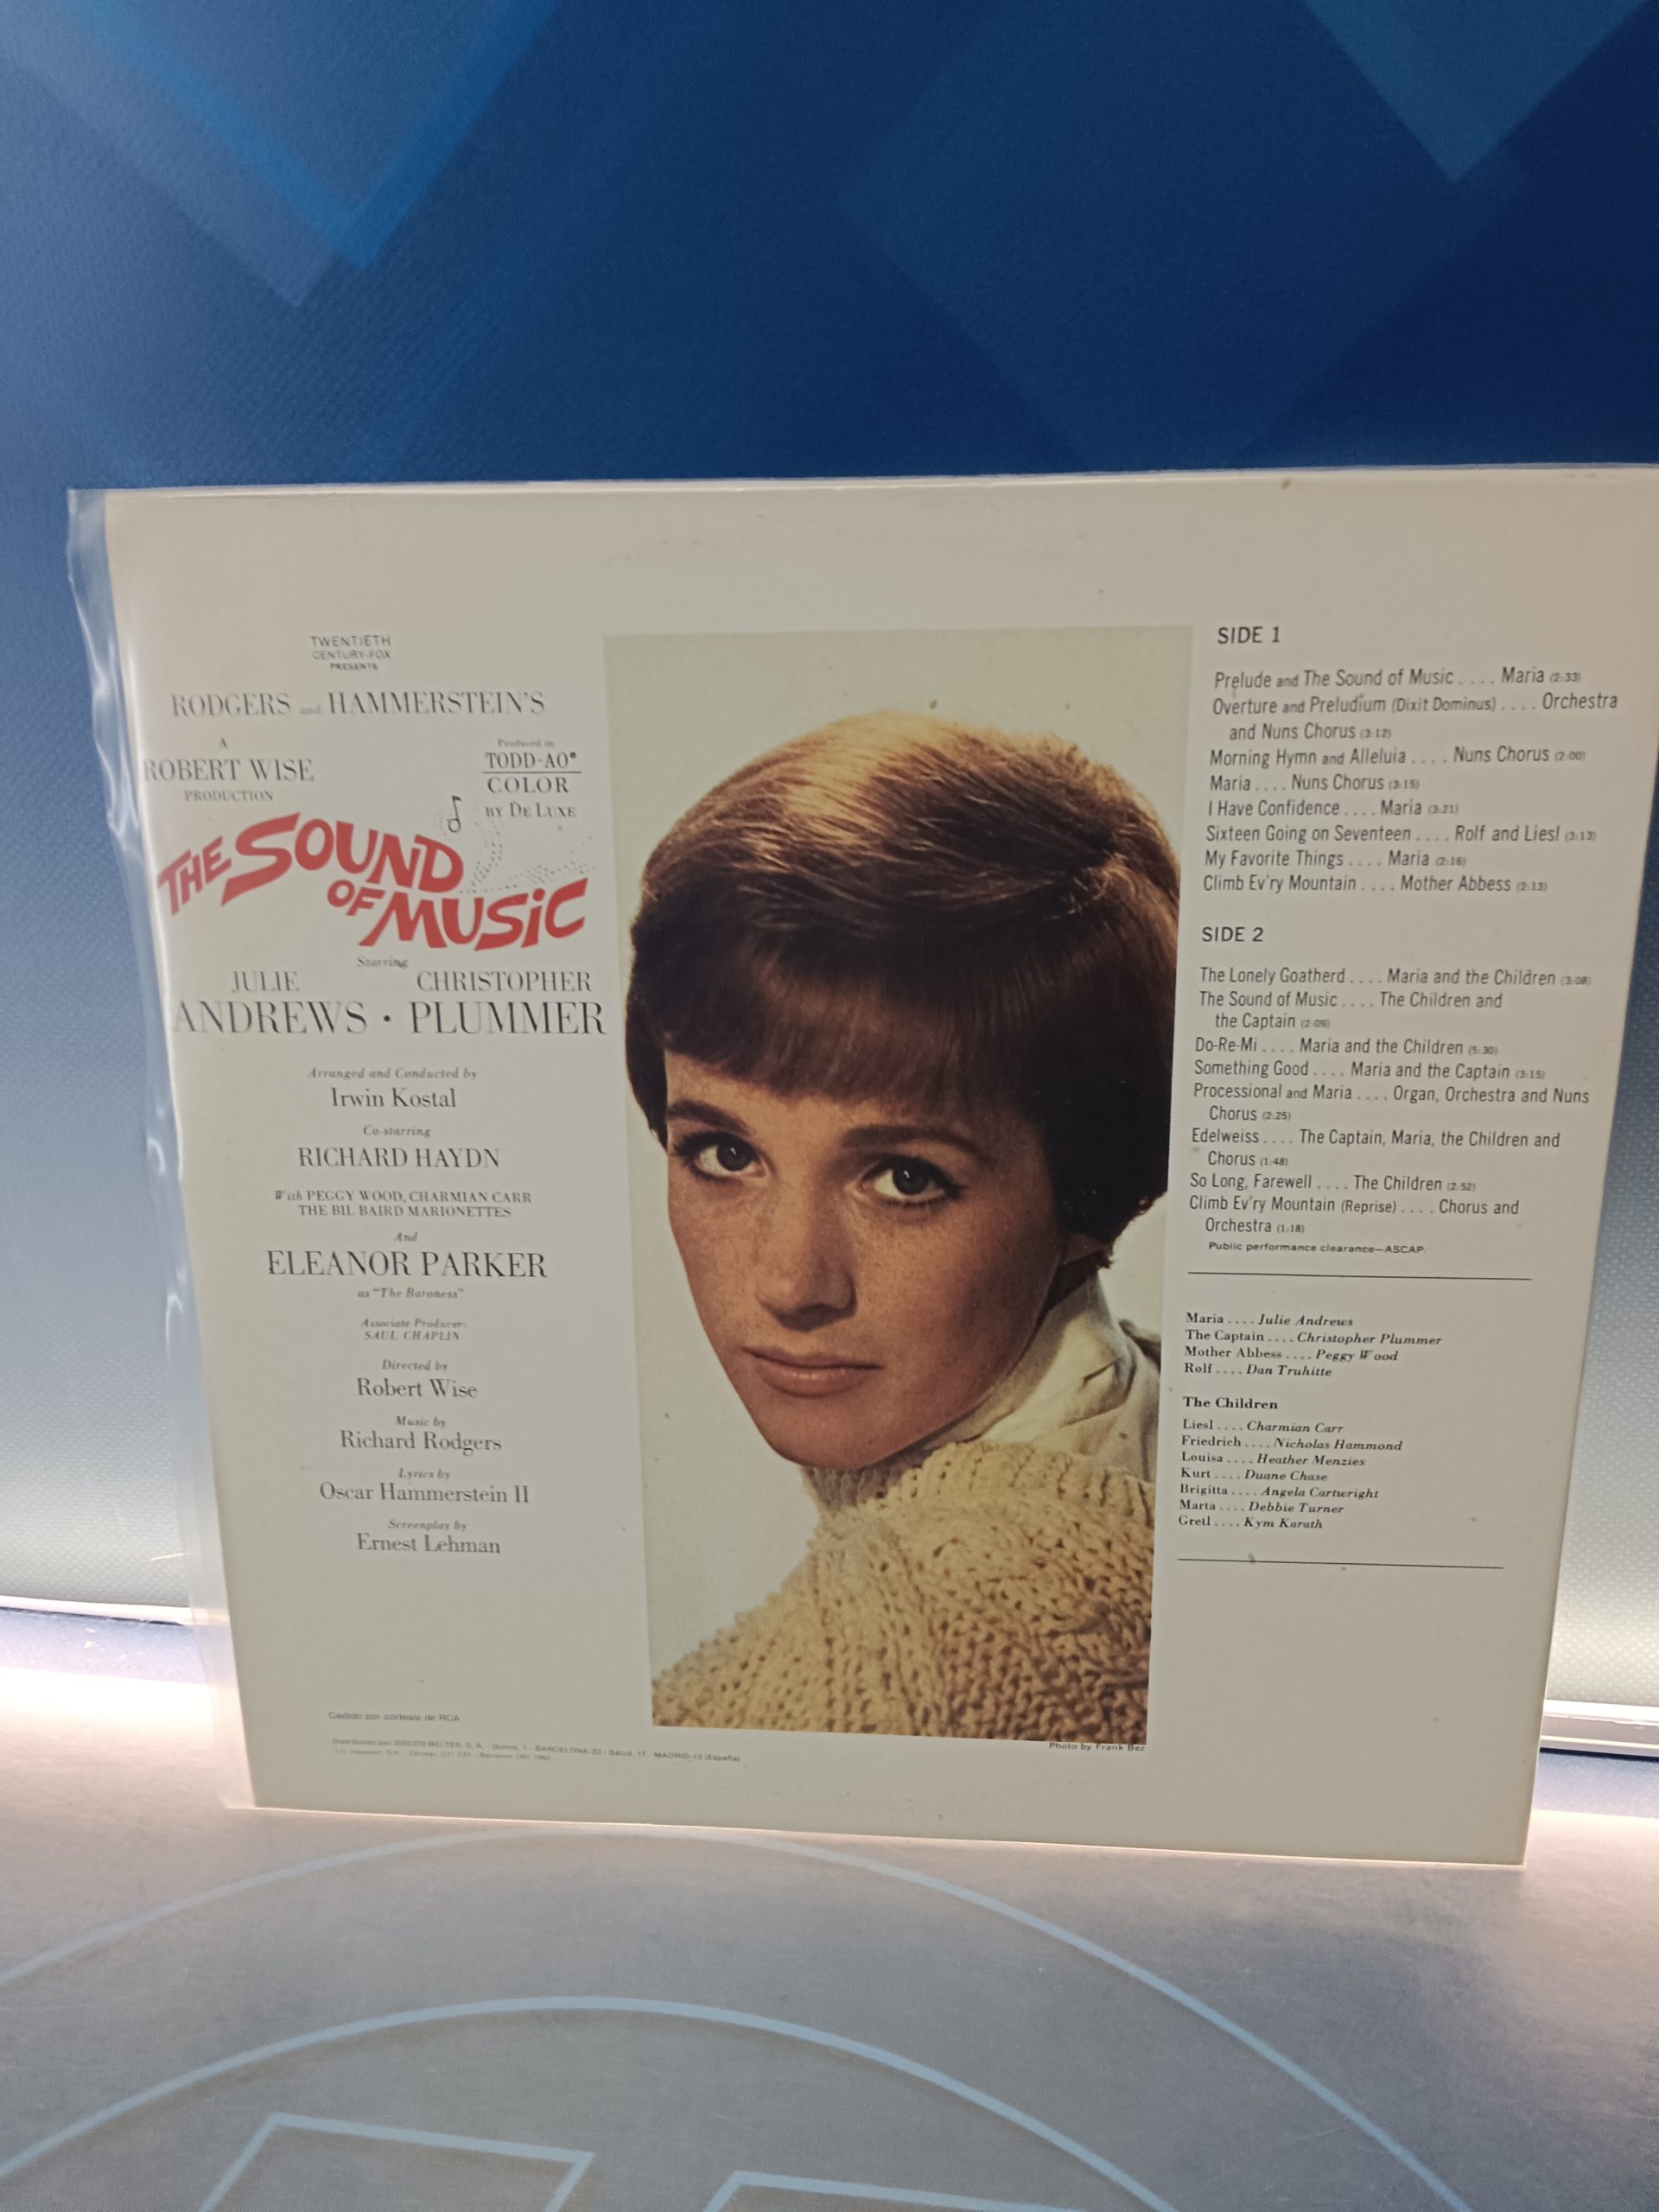 TWENTIETH
CENTURY-FOX
PRESENTS
RODGERS and HAMMERSTEIN'S
A
ROBERT WISE
PRODUCTION
Produced in
TODD-AO®
COLOR
BY DE LUXE
THE SOUND
OF MUSIC
Starring
JULIE CHRISTOPHER
ANDREWS • PLUMMER
Arranged and Conducted by
Irwin Kostal
Co-starring
RICHARD HAYDN
With PEGGY WOOD, CHARMIAN CARR
THE BIL BAIRD MARIONETTES
And
ELEANOR PARKER
as "The Baroness"
Associate Producer:
SAUL CHAPLIN
Directed by
Robert Wise
Music by
Richard Rodgers
Lyrics by
Oscar Hammerstein II
Screenplay by
Ernest Lehman
Cedido por cortesía de RCA
Distribuido por DISCOS BELTER, S. A. 1 - BARCELONA-23 - Salud, 17 - MADRID-13 (España)
Photo by Frank Bez
SIDE 1
Prelude and The Sound of Music . . . . Maria (2:33)
Overture and Preludium (Dixit Dominus) . . . . Orchestra
and Nuns Chorus (3:12)
Morning Hymn and Alleluia . . . . Nuns Chorus (2:00)
Maria . . . . Nuns Chorus (3:15)
I Have Confidence . . . . Maria (3:21)
Sixteen Going on Seventeen . . . . Rolf and Liesl (3:13)
My Favorite Things . . . . Maria (2:16)
Climb Ev'ry Mountain . . . . Mother Abbess (2:13)
SIDE 2
The Lonely Goatherd . . . . Maria and the Children (3:08)
The Sound of Music . . . . The Children and
the Captain (2:09)
Do-Re-Mi . . . . Maria and the Children (5:30)
Something Good . . . . Maria and the Captain (3:15)
Processional and Maria . . . . Organ, Orchestra and Nuns
Chorus (2:25)
Edelweiss . . . . The Captain, Maria, the Children and
Chorus (1:48)
So Long, Farewell . . . . The Children (2:52)
Climb Ev'ry Mountain (Reprise) . . . . Chorus and
Orchestra (1:18)
Public performance clearance—ASCAP.
Maria . . . . Julie Andrews
The Captain . . . . Christopher Plummer
Mother Abbess . . . . Peggy Wood
Rolf . . . . Dan Truhitte
The Children
Liesl . . . . Charmian Carr
Friedrich . . . . Nicholas Hammond
Louisa . . . . Heather Menzies
Kurt . . . . Duane Chase
Brigitta . . . . Angela Cartwright
Marta . . . . Debbie Turner
Gretl . . . . Kym Karath